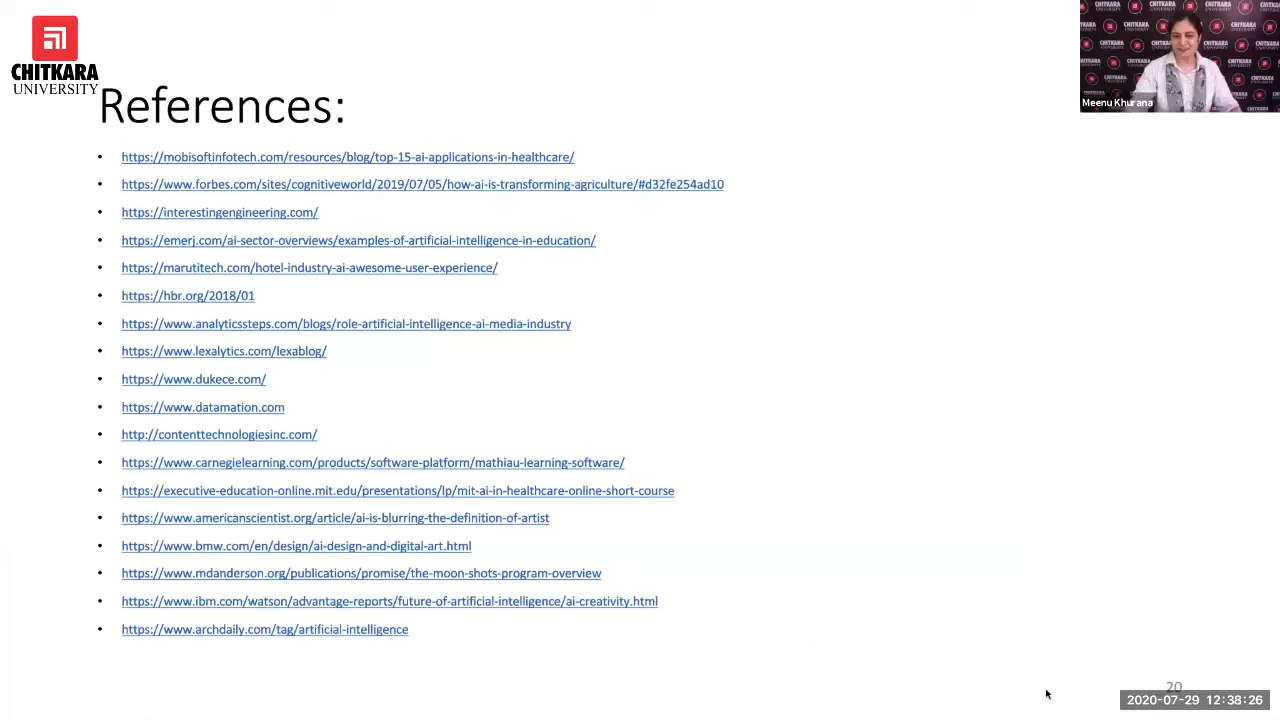 CHITKARA
UNIVERSITY
References:
https://mobisoftinfotech.com/resources/blog/top-15-ai-applications-in-healthcare/
https://www.forbes.com/sites/cognitiveworld/2019/07/05/how-ai-is-transforming-agriculture/#d32fe254ad10
https://interestingengineering.com/
https://emerj.com/ai-sector-overviews/examples-of-artificial-intelligence-in-education/
https://marutitech.com/hotel-industry-ai-awesome-user-experience/
https://hbr.org/2018/01
https://www.analyticssteps.com/blogs/role-artificial-intelligence-ai-media-industry
https://www.lexalytics.com/lexablog/
https://www.dukece.com/
https://www.datamation.com
http://contenttechnologiesinc.com/
https://www.carnegielearning.com/products/software-platform/mathiau-learning-software/
https://executive-education-online.mit.edu/presentations/lp/mit-ai-in-healthcare-online-short-course
https://www.americanscientist.org/article/ai-is-blurring-the-definition-of-artist
https://www.bmw.com/en/design/ai-design-and-digital-art.html
https://www.mdanderson.org/publications/promise/the-moon-shots-program-overview
https://www.ibm.com/watson/advantage-reports/future-of-artificial-intelligence/ai-creativity.html
https://www.archdaily.com/tag/artificial-intelligence
CHITKARA
UNIVERSITY
Meenu Khurana
20
2020-07-29 12:38:26